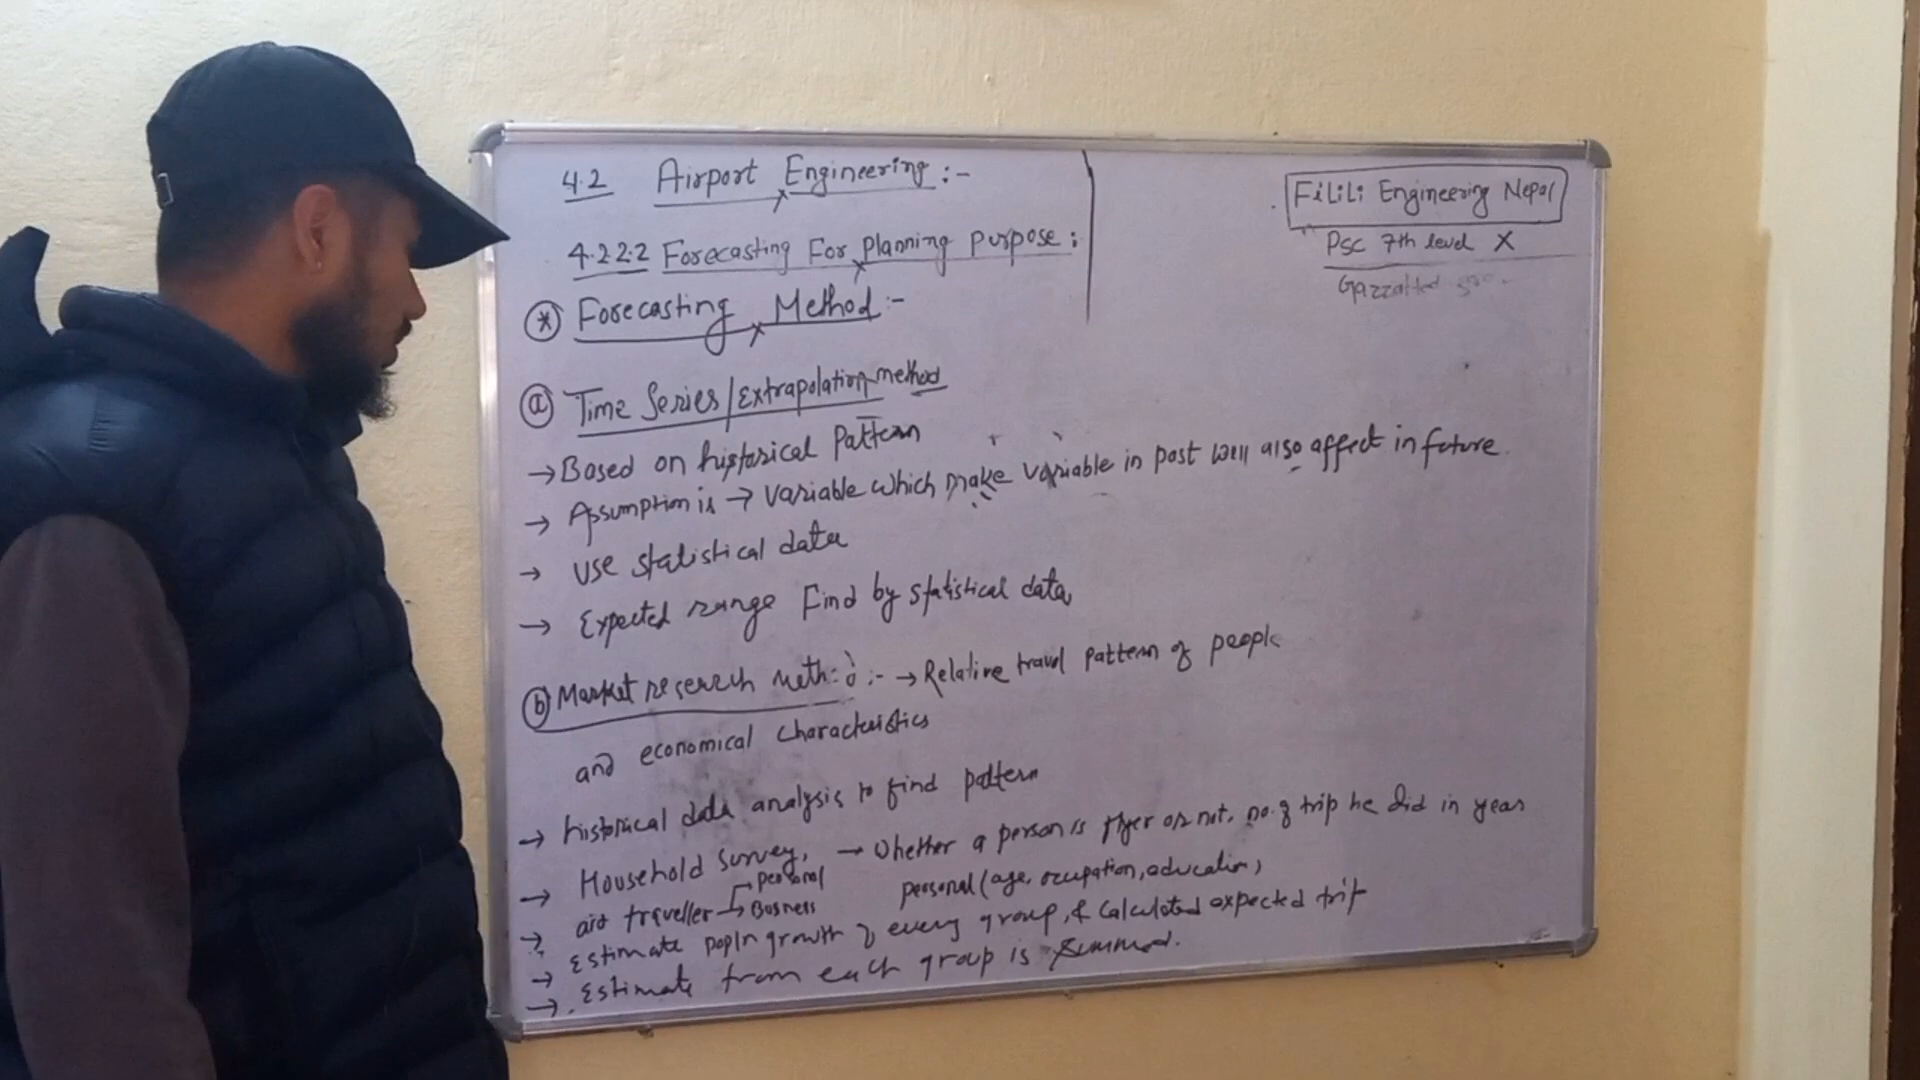 4.2 Airport Engineering :-
4.2.2.2 Forecasting For Planning Purpose :
* Forecasting Method :-
a Time Series / Extrapolation method
→ Based on historical Pattern
→ Assumption is → Variable which make variable in past will also affect in future.
→ use statistical data
→ Expected range Find by statistical data
b Market research :- → Relative travel pattern of people
and economical characteristics
→ historical data analysis to find pattern
→ Household survey, → Whether a person is flyer or not, no. of trip he did in year
→ air traveller → Personal → Busness personal (age, occupation, education)
→ Estimate popln growth of every group, & calculated expected trip
→ Estimate from each group is summed.
FiLiLi Engineering Nepal
PSC 7th level X
Gazzatted